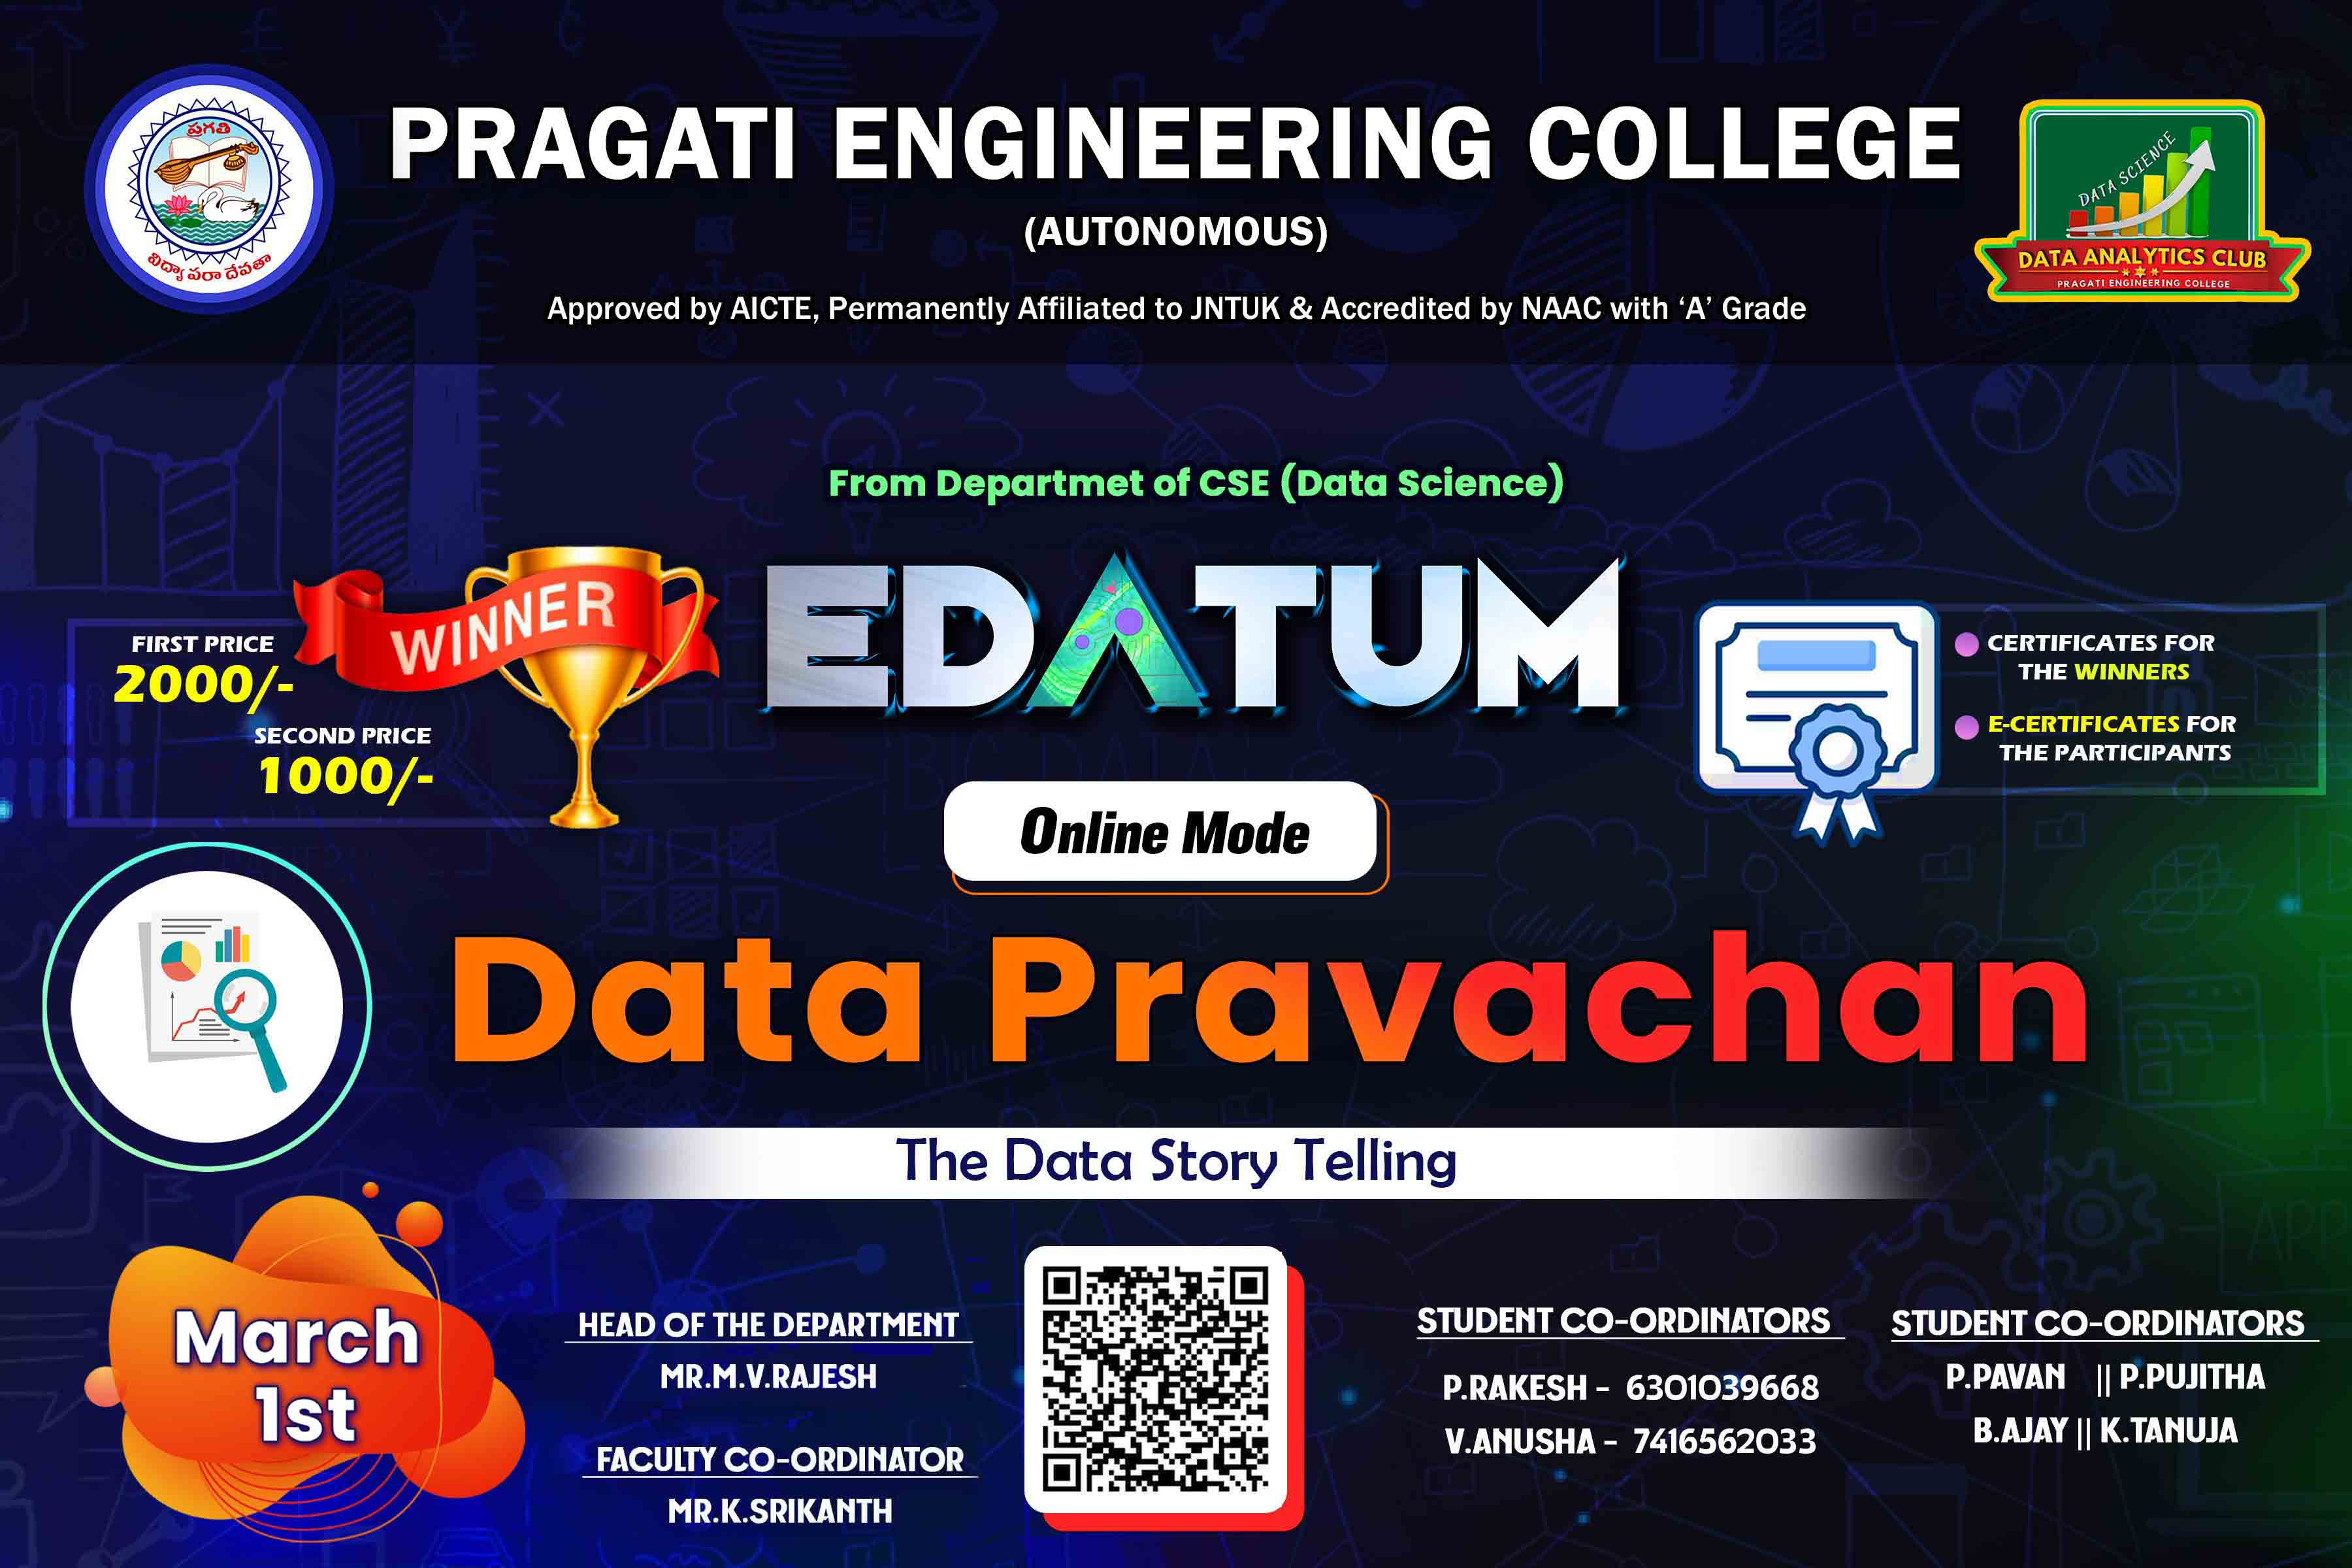 ప్రగతి
విద్యా పరా దేవతా
PRAGATI ENGINEERING COLLEGE
(AUTONOMOUS)
Approved by AICTE, Permanently Affiliated to JNTUK & Accredited by NAAC with ‘A’ Grade
DATA SCIENCE
DATA ANALYTICS CLUB
PRAGATI ENGINEERING COLLEGE
From Departmet of CSE (Data Science)
EDATUM
WINNER
FIRST PRICE
2000/-
SECOND PRICE
1000/-
CERTIFICATES FOR
THE WINNERS
E-CERTIFICATES FOR
THE PARTICIPANTS
Online Mode
Data Pravachan
The Data Story Telling
March
1st
HEAD OF THE DEPARTMENT
MR.M.V.RAJESH
FACULTY CO-ORDINATOR
MR.K.SRIKANTH
STUDENT CO-ORDINATORS
P.RAKESH - 6301039668
V.ANUSHA - 7416562033
STUDENT CO-ORDINATORS
P.PAVAN || P.PUJITHA
B.AJAY || K.TANUJA
BIG DATA
APP